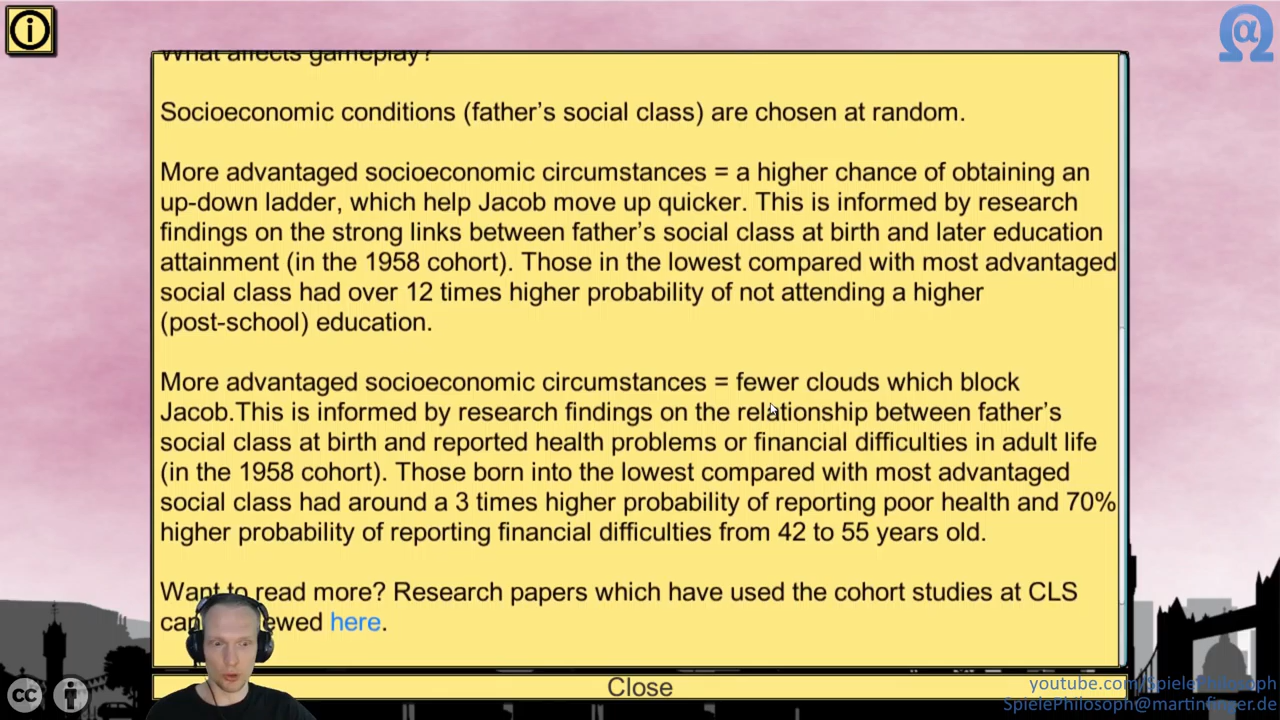 What affects gameplay?
Socioeconomic conditions (father's social class) are chosen at random.
More advantaged socioeconomic circumstances = a higher chance of obtaining an
up-down ladder, which help Jacob move up quicker. This is informed by research
findings on the strong links between father's social class at birth and later education
attainment (in the 1958 cohort). Those in the lowest compared with most advantaged
social class had over 12 times higher probability of not attending a higher
(post-school) education.
More advantaged socioeconomic circumstances = fewer clouds which block
Jacob.This is informed by research findings on the relationship between father's
social class at birth and reported health problems or financial difficulties in adult life
(in the 1958 cohort). Those born into the lowest compared with most advantaged
social class had around a 3 times higher probability of reporting poor health and 70%
higher probability of reporting financial difficulties from 42 to 55 years old.
Want to read more? Research papers which have used the cohort studies at CLS
can ewed here.
Close
cc
youtube.com/SpielePhilosoph
SpielePhilosoph@martinfinger.de